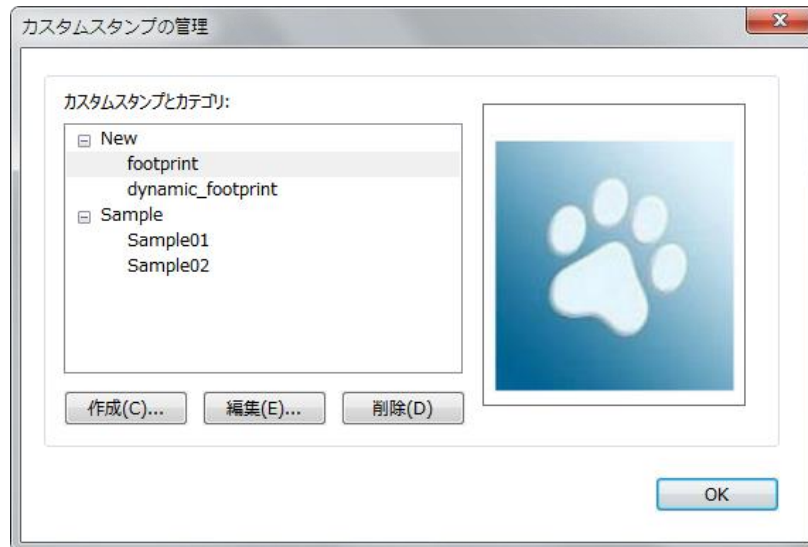 カスタムスタンプの管理
カスタムスタンプとカテゴリ:
New
footprint
dynamic_footprint
Sample
Sample01
Sample02
作成(C)... 編集(E)... 削除(D)
OK